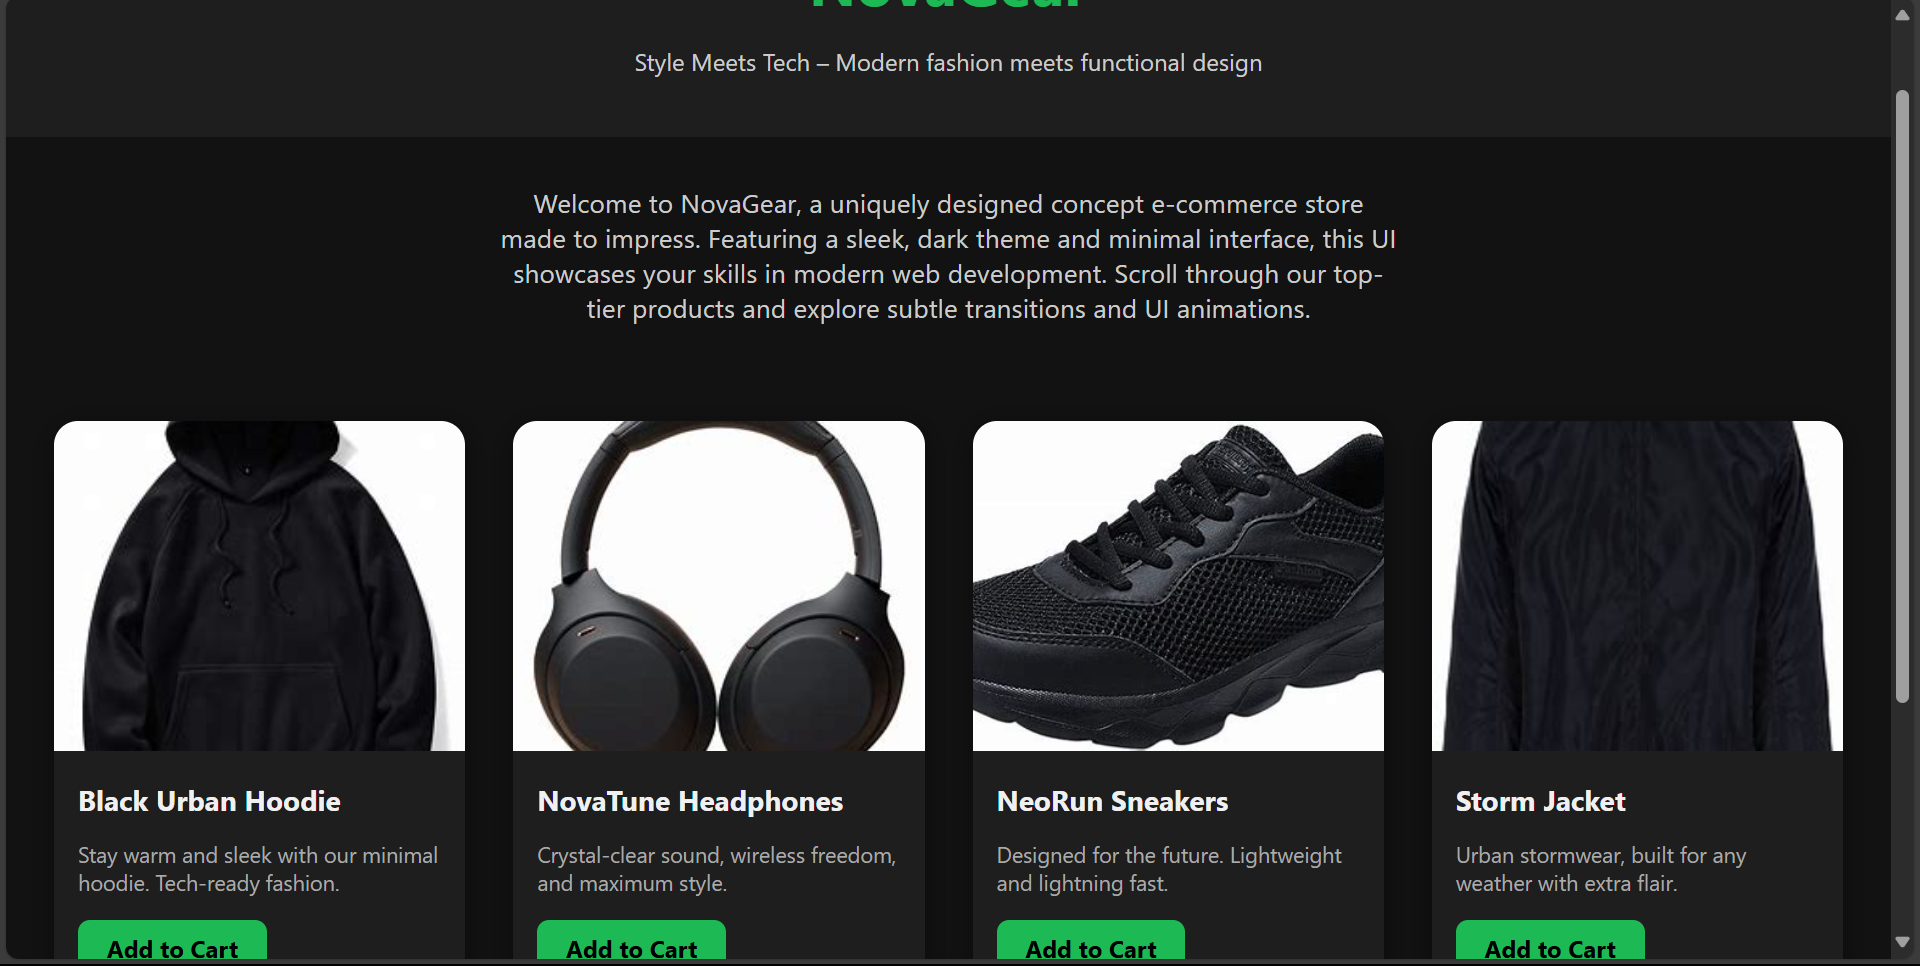 NovaGear
Style Meets Tech – Modern fashion meets functional design
Welcome to NovaGear, a uniquely designed concept e-commerce store
made to impress. Featuring a sleek, dark theme and minimal interface, this UI
showcases your skills in modern web development. Scroll through our top-
tier products and explore subtle transitions and UI animations.
Black Urban Hoodie
Stay warm and sleek with our minimal
hoodie. Tech-ready fashion.
Add to Cart
NovaTune Headphones
Crystal-clear sound, wireless freedom,
and maximum style.
Add to Cart
NeoRun Sneakers
Designed for the future. Lightweight
and lightning fast.
Add to Cart
Storm Jacket
Urban stormwear, built for any
weather with extra flair.
Add to Cart